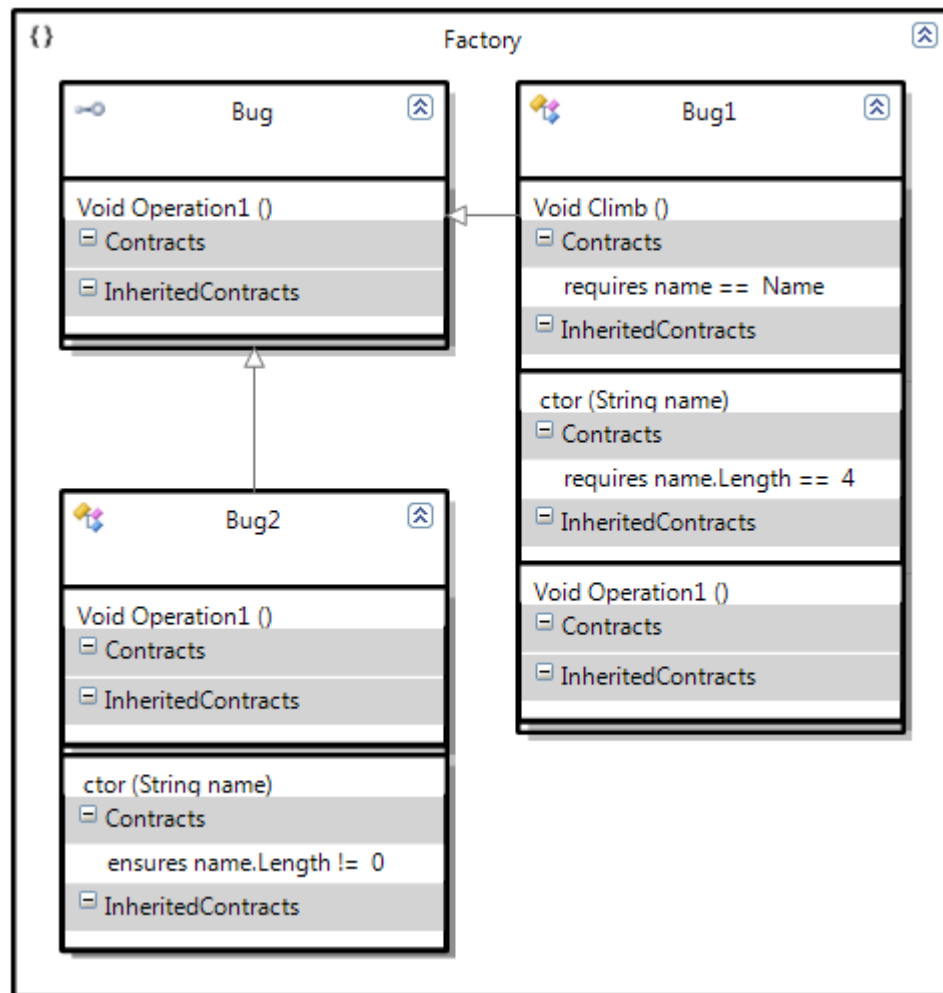 {} Factory
Bug
Void Operation1 ()
Contracts
InheritedContracts
Bug1
Void Climb ()
Contracts
requires name == Name
InheritedContracts
ctor (String name)
Contracts
requires name.Length == 4
InheritedContracts
Void Operation1 ()
Contracts
InheritedContracts
Bug2
Void Operation1 ()
Contracts
InheritedContracts
ctor (String name)
Contracts
ensures name.Length != 0
InheritedContracts